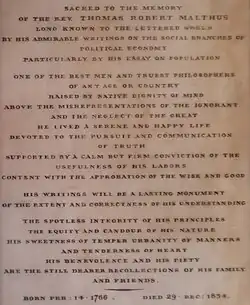 SACRED TO THE MEMORY
OF THE REV. THOMAS ROBERT MALTHUS
LONG KNOWN TO THE LETTERED WORLD
BY HIS ADMIRABLE WRITINGS ON THE SOCIAL BRANCHES OF
POLITICAL ECONOMY
PARTICULARLY BY HIS ESSAY ON POPULATION
ONE OF THE BEST MEN AND TRUEST PHILOSOPHERS
OF ANY AGE OR COUNTRY
RAISED BY NATIVE DIGNITY OF MIND
ABOVE THE MISREPRESENTATIONS OF THE IGNORANT
AND THE NEGLECT OF THE GREAT
HE LIVED A SERENE AND HAPPY LIFE
DEVOTED TO THE PURSUIT AND COMMUNICATION
OF TRUTH
SUPPORTED BY A CALM BUT FIRM CONVICTION OF THE
USEFULNESS OF HIS LABORS
CONTENT WITH THE APPROBATION OF THE WISE AND GOOD
HIS WRITINGS WILL BE A LASTING MONUMENT
OF THE EXTENT AND CORRECTNESS OF HIS UNDERSTANDING
THE SPOTLESS INTEGRITY OF HIS PRINCIPLES
THE EQUITY AND CANDOUR OF HIS NATURE
HIS SWEETNESS OF TEMPER URBANITY OF MANNERS
AND TENDERNESS OF HEART
HIS BENEVOLENCE AND HIS PIETY
ARE THE STILL DEARER RECOLLECTIONS OF HIS FAMILY
AND FRIENDS
BORN FEB: 14 1766 DIED 29 DEC: 1834